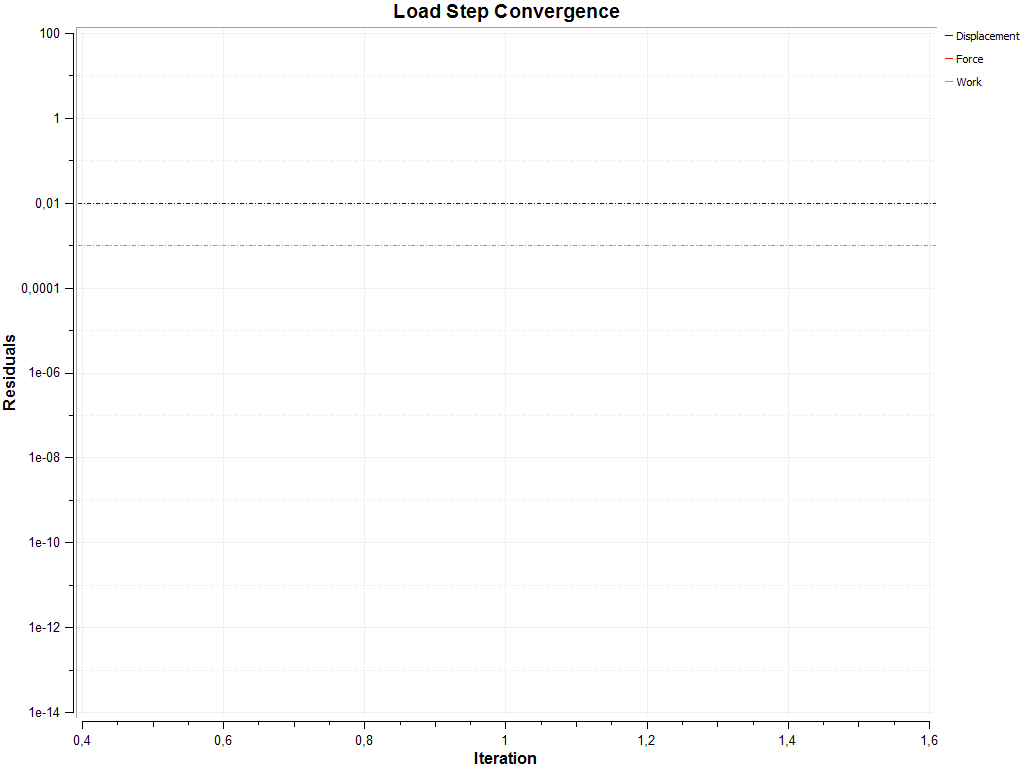 Load Step Convergence
100
1
0,01
0,0001
1e-06
1e-08
1e-10
1e-12
1e-14
Residuals
0,4
0,6
0,8
1
1,2
1,4
1,6
Iteration
Displacement
Force
Work